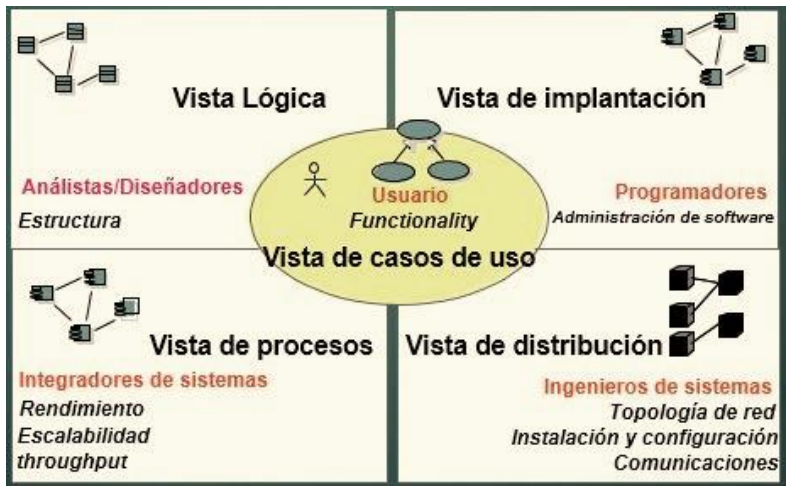 Vista Lógica
Análistas/Diseñadores
Estructura
Vista de implantación
Programadores
Administración de software
Usuario
Functionality
Vista de casos de uso
Vista de procesos
Integradores de sistemas
Rendimiento
Escalabilidad
throughput
Vista de distribución
Ingenieros de sistemas
Topología de red
Instalación y configuración
Comunicaciones